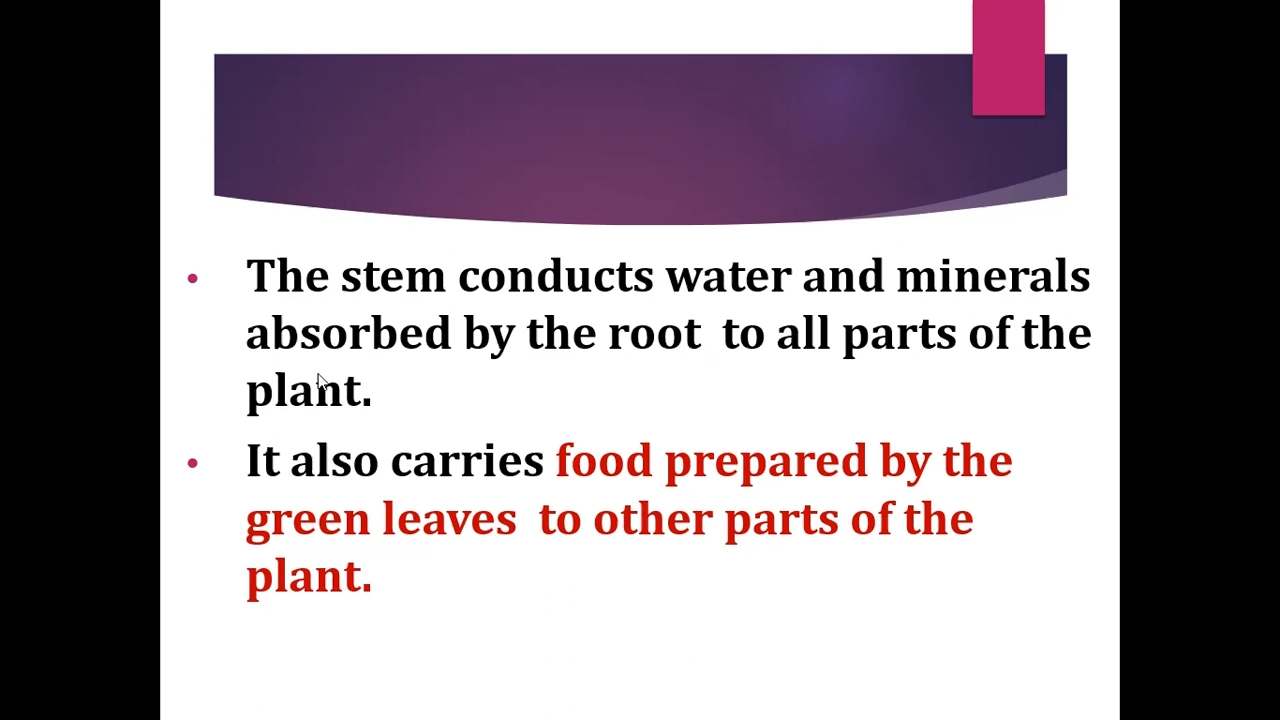 • The stem conducts water and minerals
absorbed by the root  to all parts of the
plant.
• It also carries food prepared by the
green leaves  to other parts of the
plant.